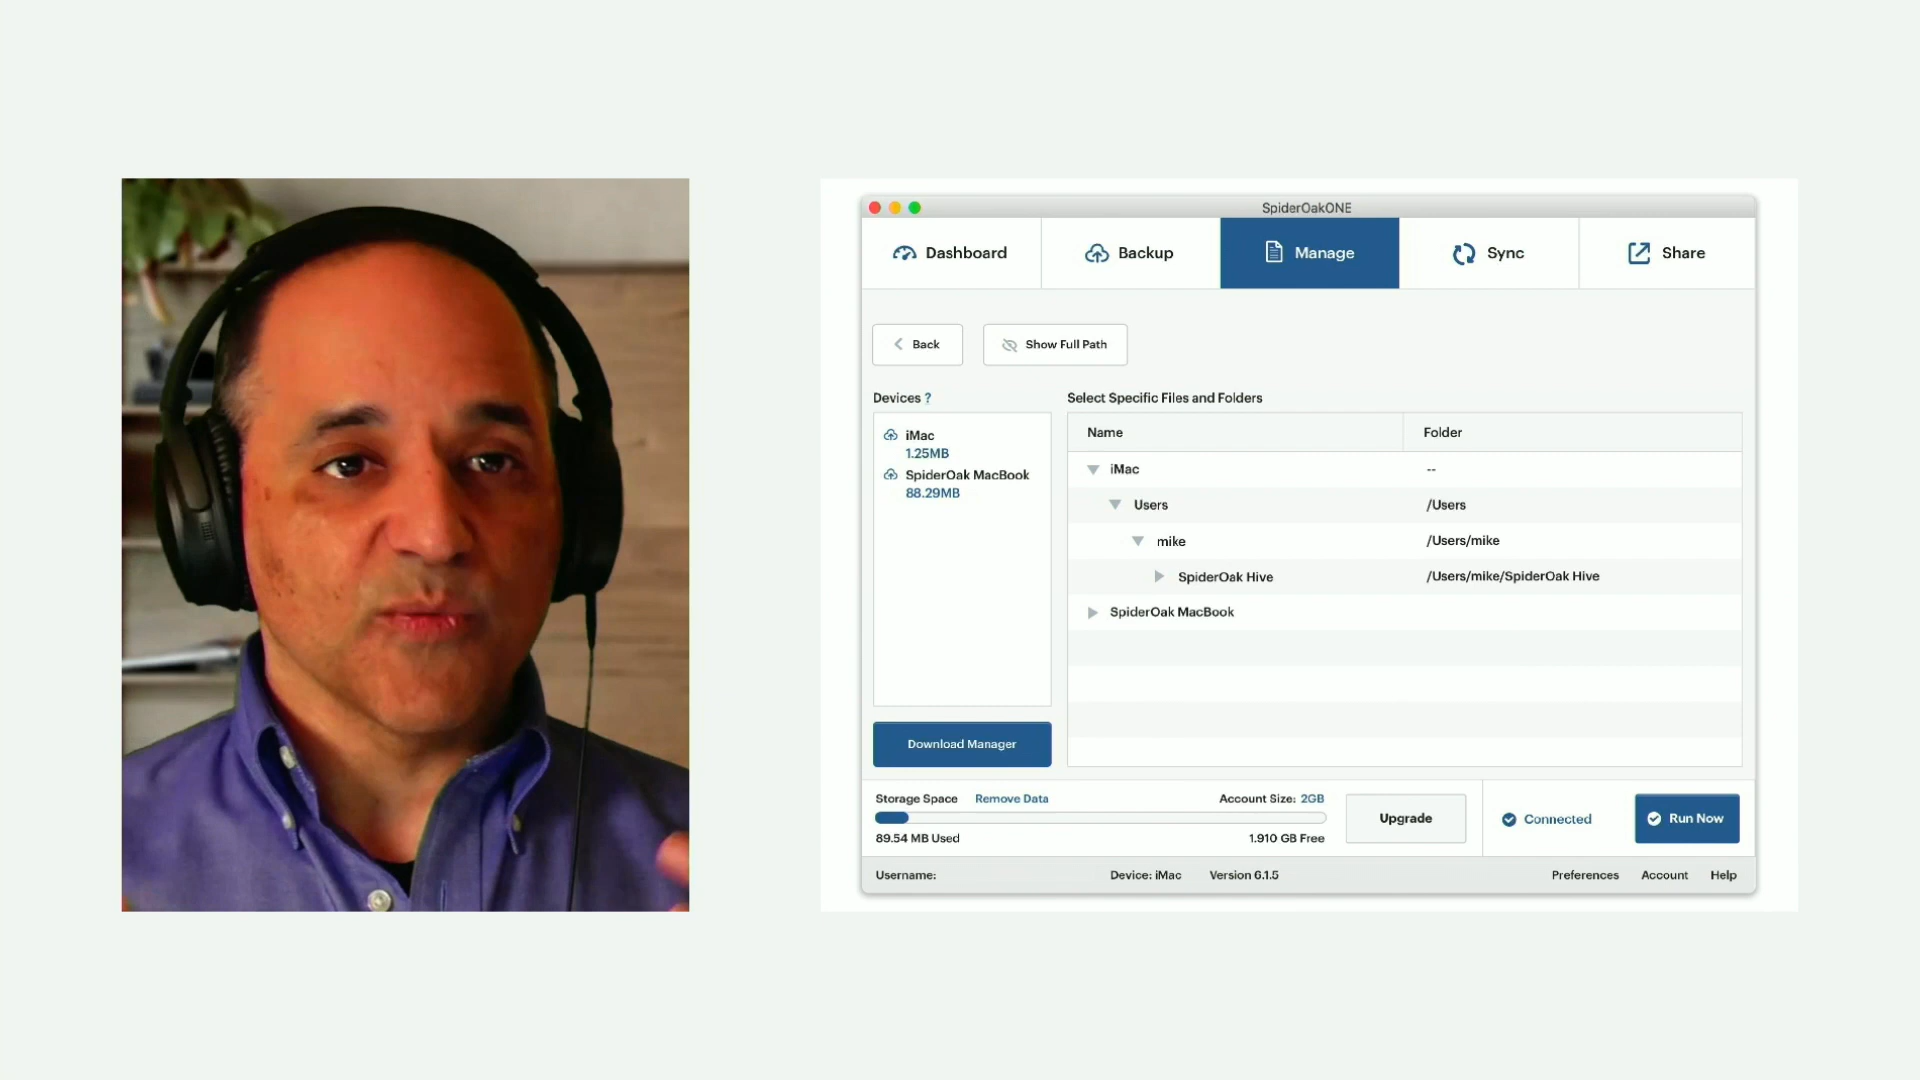 SpiderOakONE
Dashboard
Backup
Manage
Sync
Share
Back
Show Full Path
Devices ?
iMac
1.25MB
SpiderOak MacBook
88.29MB
Download Manager
Select Specific Files and Folders
Name Folder
iMac --
Users /Users
mike /Users/mike
SpiderOak Hive /Users/mike/SpiderOak Hive
SpiderOak MacBook
Storage Space Remove Data Account Size: 2GB
89.54 MB Used 1.910 GB Free
Upgrade
Connected
Run Now
Username: Device: iMac Version 6.1.5 Preferences Account Help